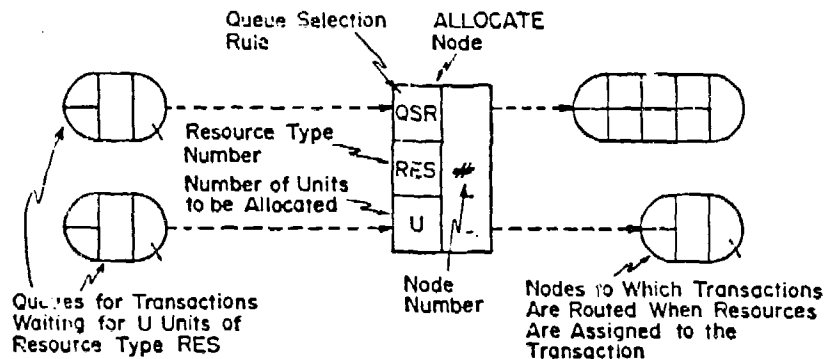 Queue Selection
Rule
ALLOCATE
Node
QSR
Resource Type
Number
RES
#
Number of Units
to be Allocated
U
Node
Number
Queues for Transactions
Waiting for U Units of
Resource Type RES
Nodes to Which Transactions
Are Routed When Resources
Are Assigned to the
Transaction